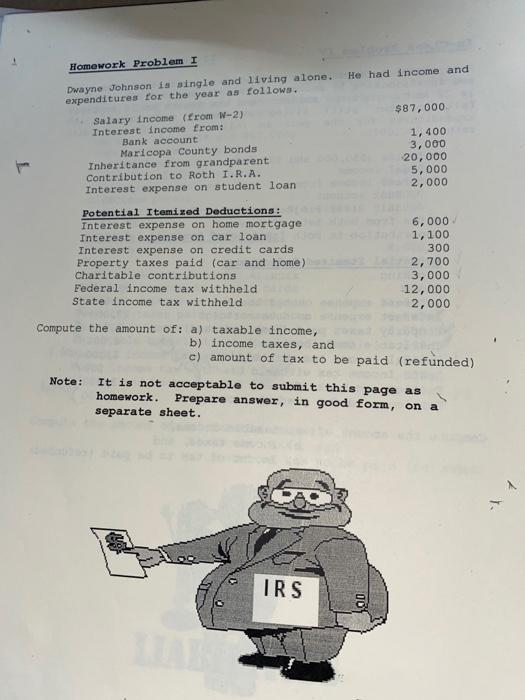 Homework Problem I
Dwayne Johnson is single and living alone. He had income and
expenditures for the year as follows.
Salary income (from W-2) $87,000
Interest income from:
Bank account 1,400
Maricopa County bonds 3,000
Inheritance from grandparent 20,000
Contribution to Roth I.R.A. 5,000
Interest expense on student loan 2,000
Potential Itemized Deductions:
Interest expense on home mortgage 6,000
Interest expense on car loan 1,100
Interest expense on credit cards 300
Property taxes paid (car and home) 2,700
Charitable contributions 3,000
Federal income tax withheld 12,000
State income tax withheld 2,000
Compute the amount of: a) taxable income,
b) income taxes, and
c) amount of tax to be paid (refunded)
Note: It is not acceptable to submit this page as
homework. Prepare answer, in good form, on a
separate sheet.
$
IRS